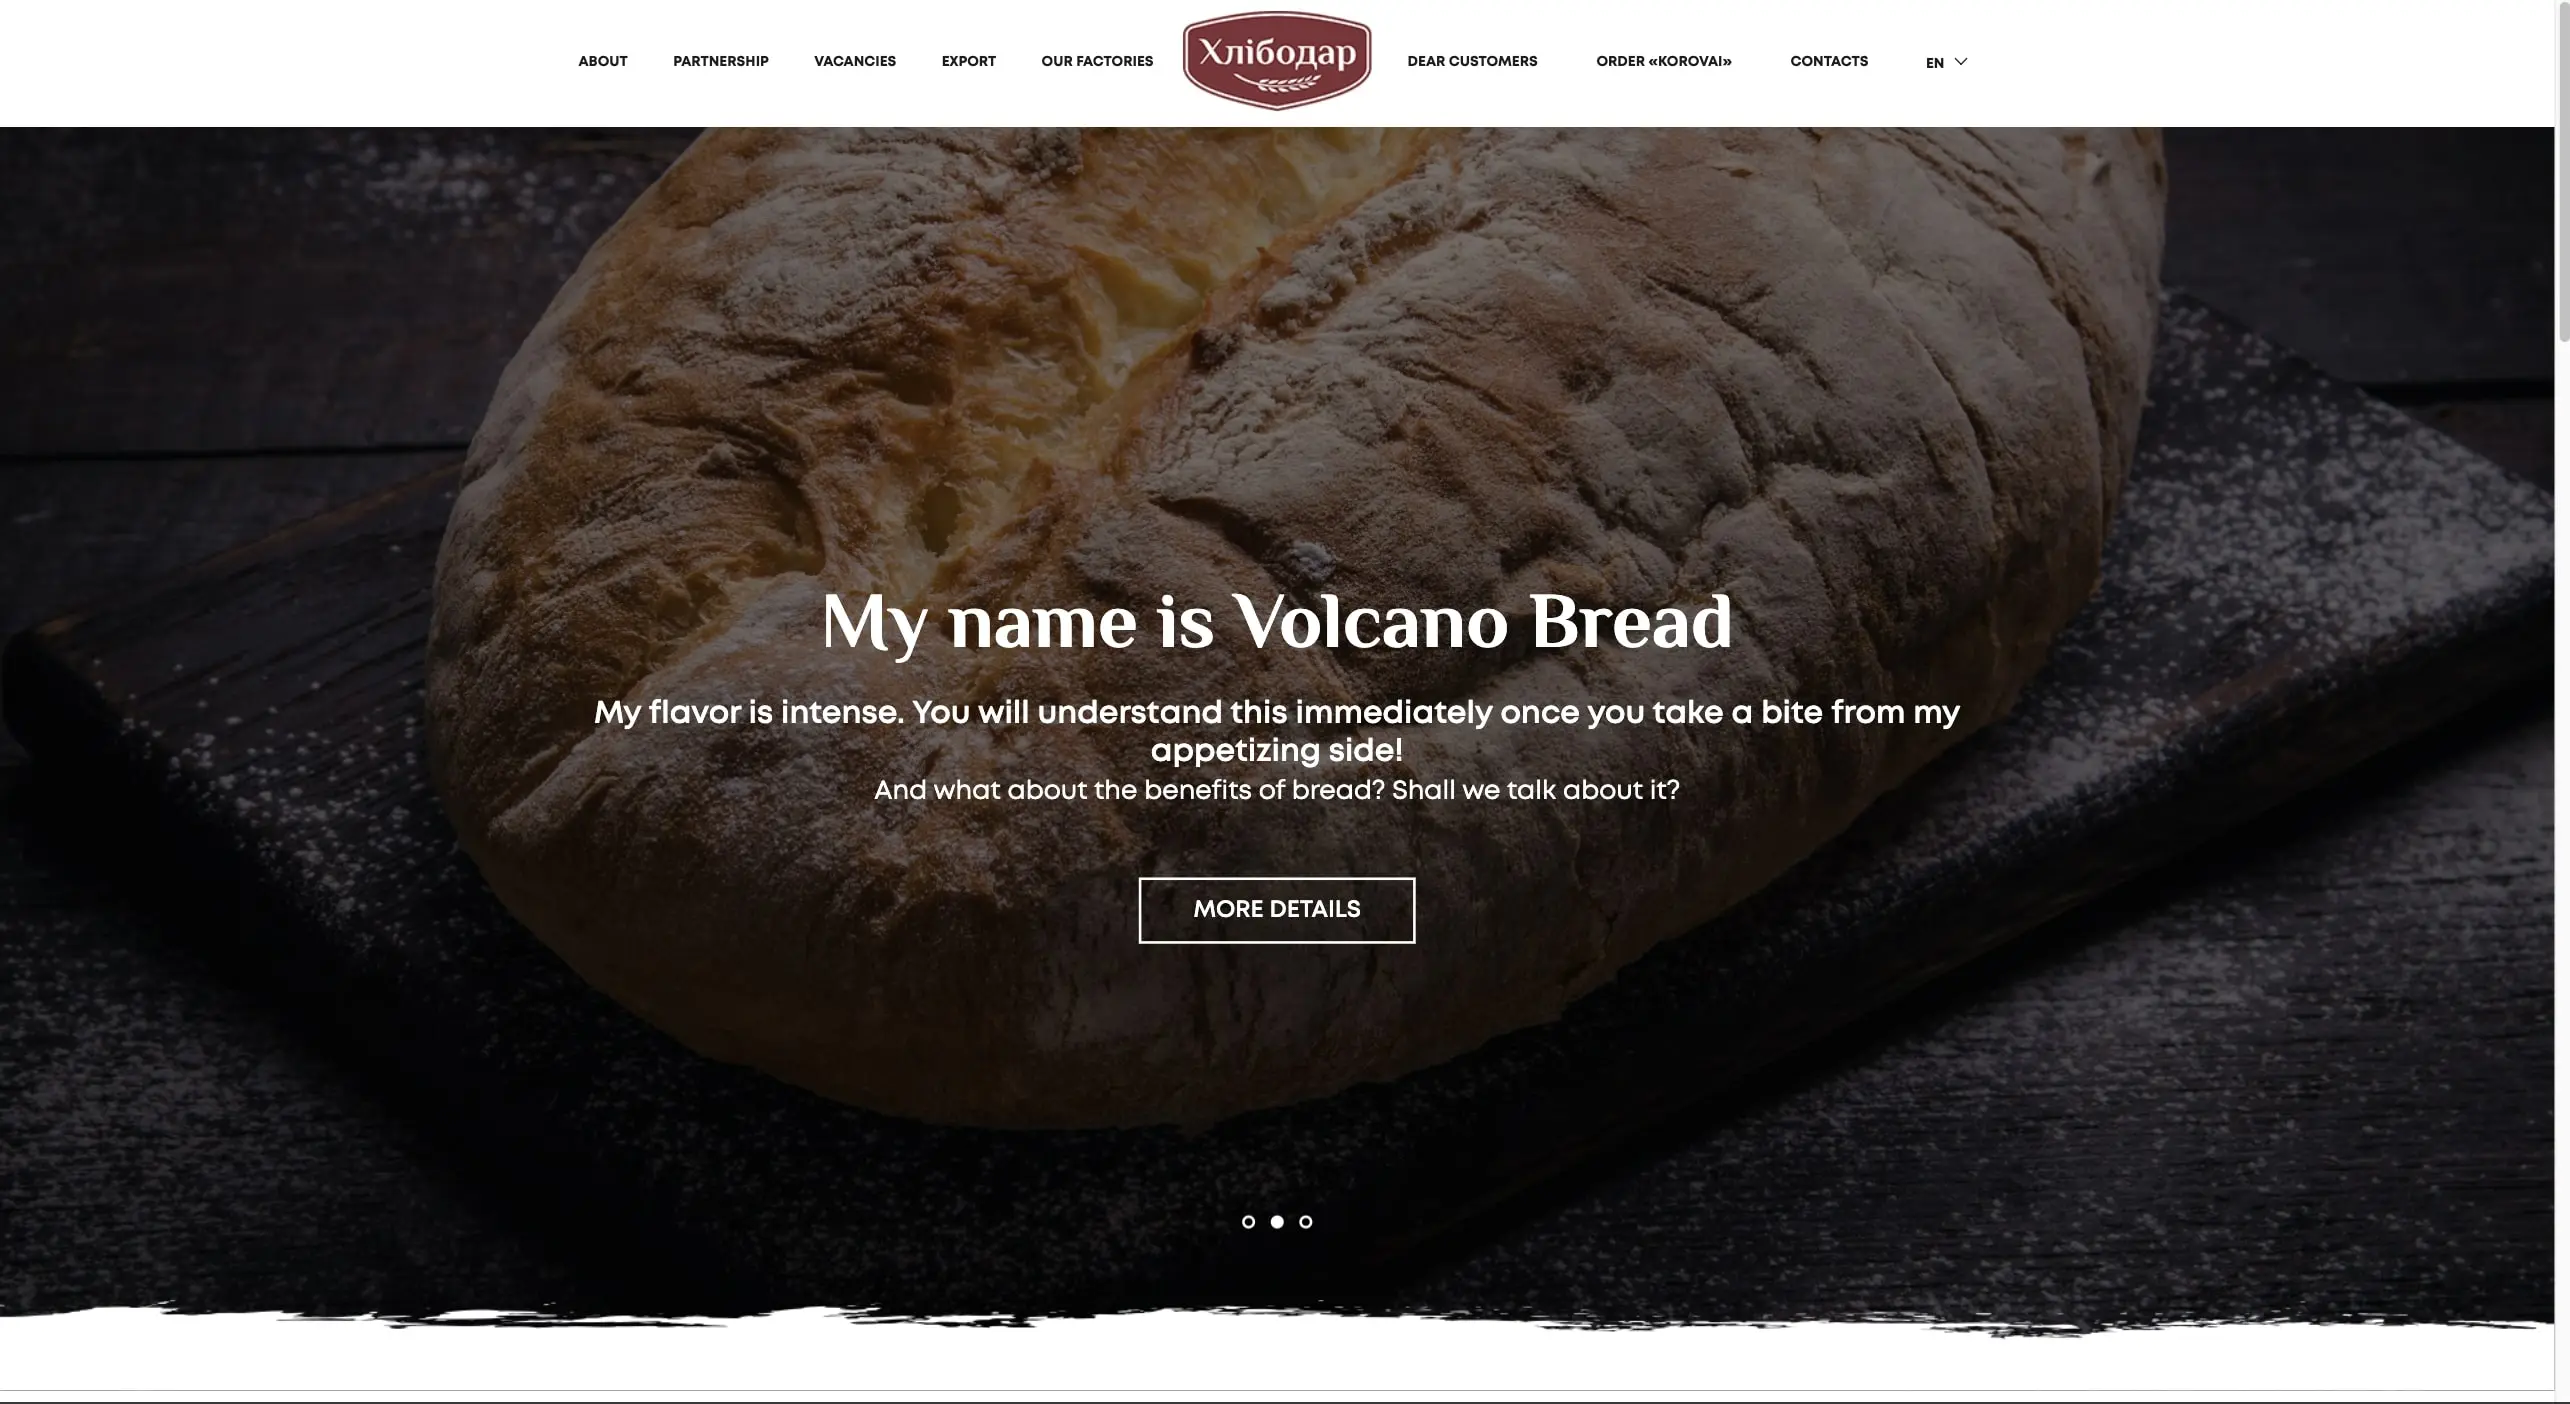 ABOUT
PARTNERSHIP
VACANCIES
EXPORT
OUR FACTORIES
Хлібодар
DEAR CUSTOMERS
ORDER «KOROVAI»
CONTACTS
EN
My name is Volcano Bread
My flavor is intense. You will understand this immediately once you take a bite from my
appetizing side!
And what about the benefits of bread? Shall we talk about it?
MORE DETAILS